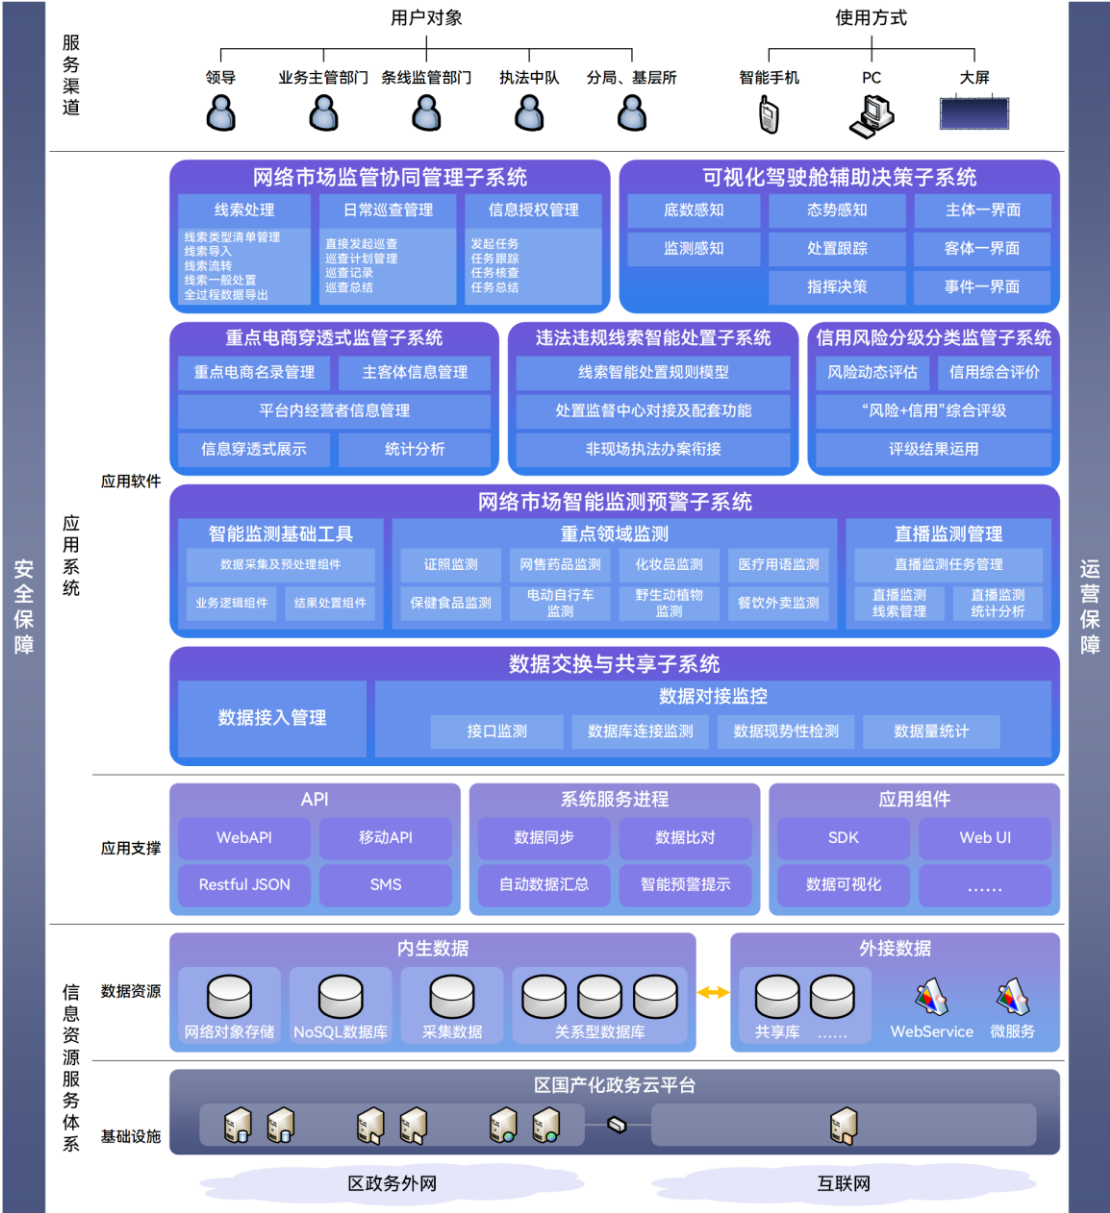 用户对象
使用方式
服务渠道
领导
业务主管部门
条线监管部门
执法中队
分局、基层所
智能手机
PC
大屏
安全保障
运营保障
应用系统
应用软件
网络市场监管协同管理子系统
线索处理
线索类型清单管理
线索导入
线索流转
线索一般处置
全过程数据导出
日常巡查管理
直接发起巡查
巡查计划管理
巡查记录
巡查总结
信息授权管理
发起任务
任务跟踪
任务核查
任务总结
可视化驾驶舱辅助决策子系统
底数感知
态势感知
主体一界面
监测感知
处置跟踪
客体一界面
指挥决策
事件一界面
重点电商穿透式监管子系统
重点电商名录管理
主客体信息管理
平台内经营者信息管理
信息穿透式展示
统计分析
违法违规线索智能处置子系统
线索智能处置规则模型
处置监督中心对接及配套功能
非现场执法办案衔接
信用风险分级分类监管子系统
风险动态评估
信用综合评价
“风险+信用”综合评级
评级结果运用
网络市场智能监测预警子系统
智能监测基础工具
数据采集及预处理组件
业务逻辑组件
结果处置组件
重点领域监测
证照监测
网售药品监测
化妆品监测
医疗用语监测
保健食品监测
电动自行车
监测
野生动植物
监测
餐饮外卖监测
直播监测管理
直播监测任务管理
直播监测
线索管理
直播监测
统计分析
数据交换与共享子系统
数据接入管理
数据对接监控
接口监测
数据库连接监测
数据现势性检测
数据量统计
应用支撑
API
WebAPI
移动API
Restful JSON
SMS
系统服务进程
数据同步
数据比对
自动数据汇总
智能预警提示
应用组件
SDK
Web UI
数据可视化
……
信息资源服务体系
数据资源
内生数据
网络对象存储
NoSQL数据库
采集数据
关系型数据库
外接数据
共享库
……
WebService
微服务
基础设施
区国产化政务云平台
区政务外网
互联网